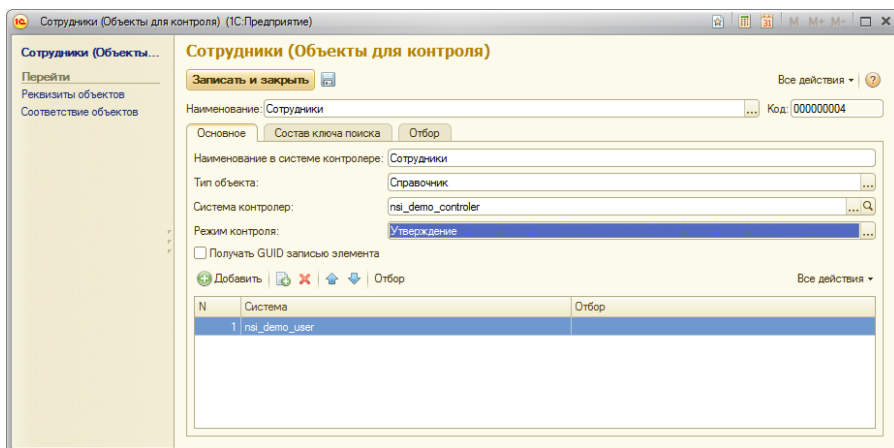 Сотрудники (Объекты для контроля) (1С:Предприятие)
M M+ M-
Сотрудники (Объекты...
Перейти
Реквизиты объектов
Соответствие объектов
Сотрудники (Объекты для контроля)
Записать и закрыть
Все действия
Наименование: Сотрудники ... Код: 000000004
Основное Состав ключа поиска Отбор
Наименование в системе контролере: Сотрудники
Тип объекта: Справочник ...
Система контролер: nsi_demo_controler ...
Режим контроля: Утверждение ...
Получать GUID записью элемента
Добавить Отбор Все действия
N Система Отбор
1 nsi_demo_user